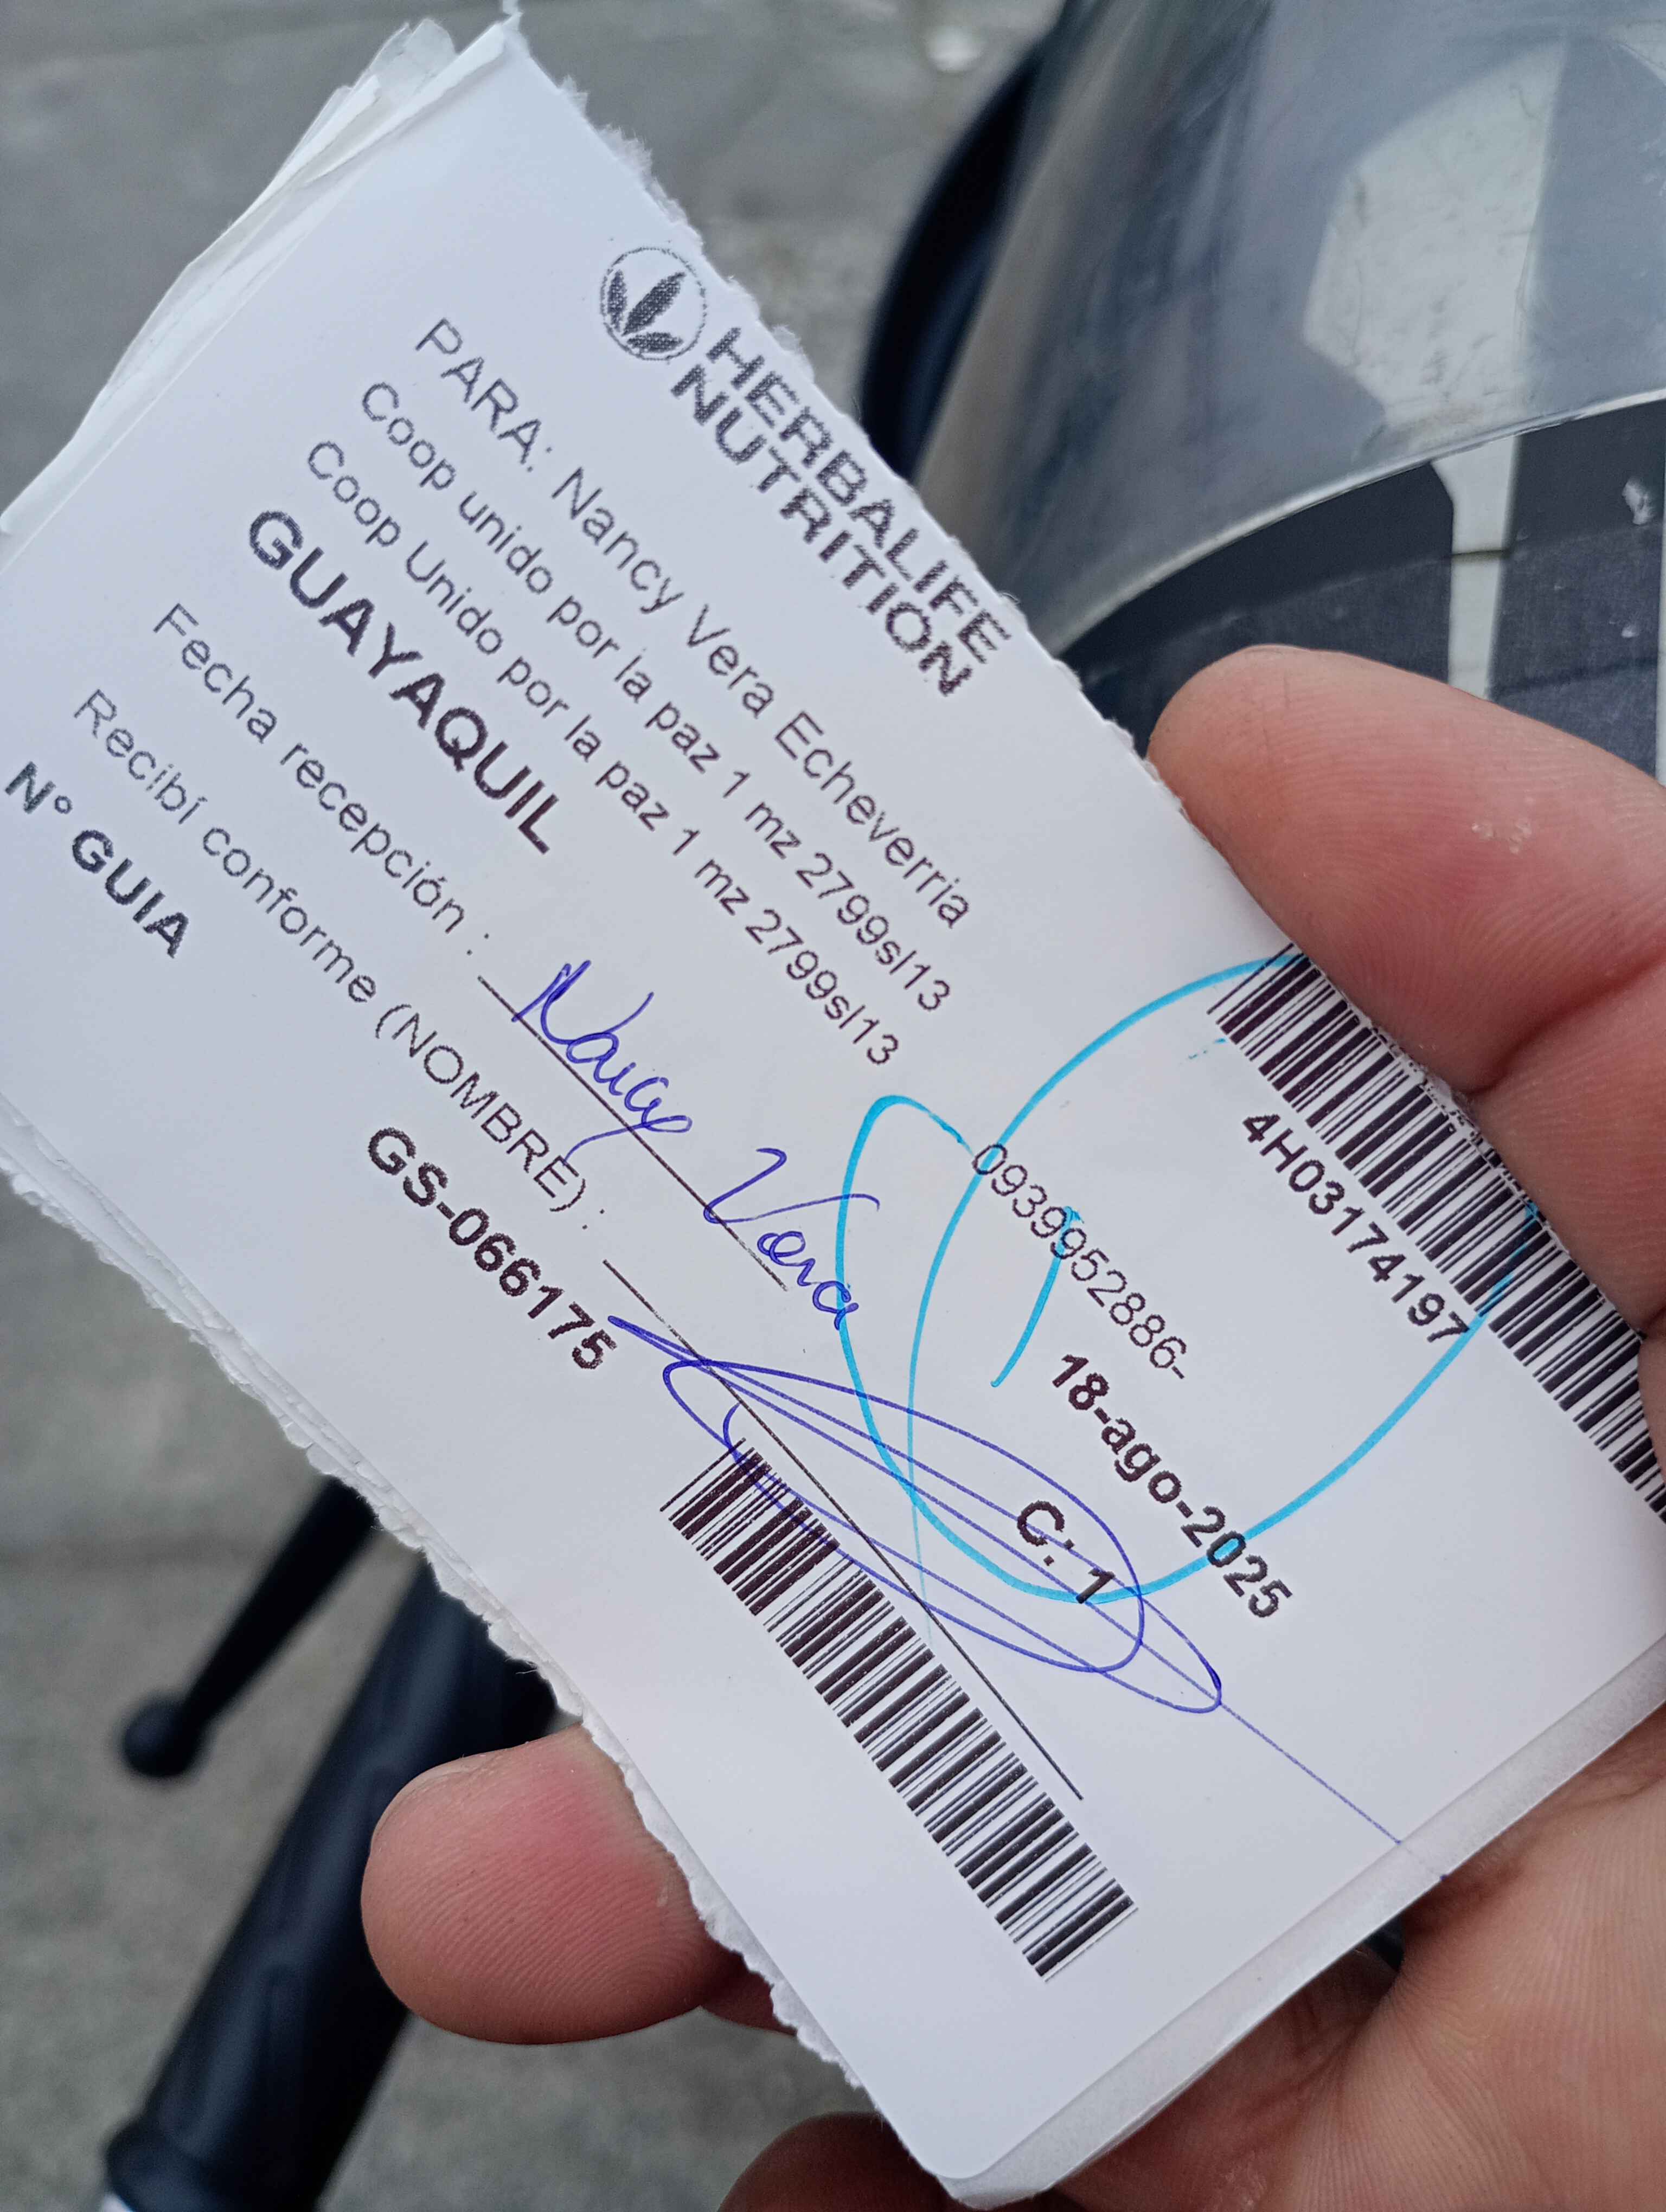 HERBALIFE
NUTRITION
4H03174197
PARA: Nancy Vera Echeverria
Coop unido por la paz 1 mz 2799sl13
Coop Unido por la paz 1 mz 2799sl13
0939952886-
GUAYAQUIL
18-ago-2025
Fecha recepción : Nancy Vera
C: 1
Recibí conforme (NOMBRE) :
N° GUIA GS-066175